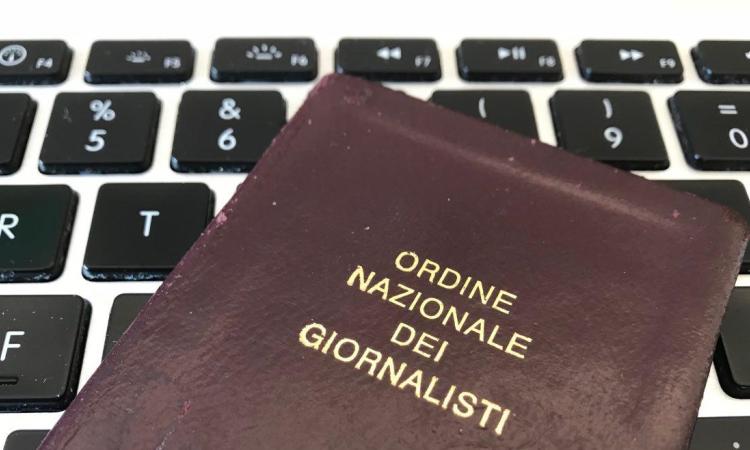 F4 F5 F6 F7 F8 F9
% & ( ) =
5 6 9 0
R T
F
ORDINE
NAZIONALE
DEI
GIORNALISTI